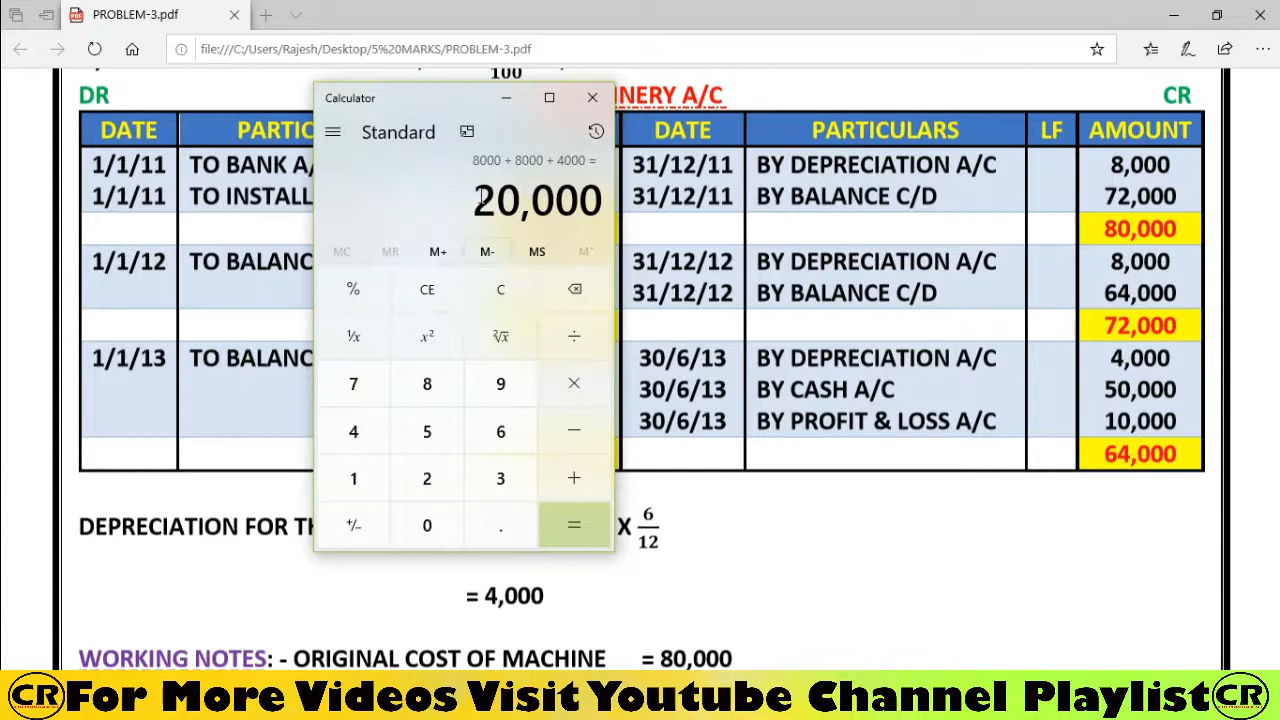 PROBLEM-3.pdf
file:///C:/Users/Rajesh/Desktop/5%20MARKS/PROBLEM-3.pdf
100
DR NERY A/C CR
DATE PARTIC DATE PARTICULARS LF AMOUNT
1/1/11 TO BANK A/ 31/12/11 BY DEPRECIATION A/C 8,000
1/1/11 TO INSTALL 31/12/11 BY BALANCE C/D 72,000
80,000
1/1/12 TO BALANC 31/12/12 BY DEPRECIATION A/C 8,000
31/12/12 BY BALANCE C/D 64,000
72,000
1/1/13 TO BALANC 30/6/13 BY DEPRECIATION A/C 4,000
30/6/13 BY CASH A/C 50,000
30/6/13 BY PROFIT & LOSS A/C 10,000
64,000
Calculator
Standard
8000 + 8000 + 4000 =
20,000
MC MR M+ M- MS M˅
% CE C ⌫
¹⁄x x² ²√x ÷
7 8 9 ×
4 5 6 −
1 2 3 +
+/− 0 . =
DEPRECIATION FOR TH X 6/12
= 4,000
WORKING NOTES: - ORIGINAL COST OF MACHINE = 80,000
CR For More Videos Visit Youtube Channel Playlist CR